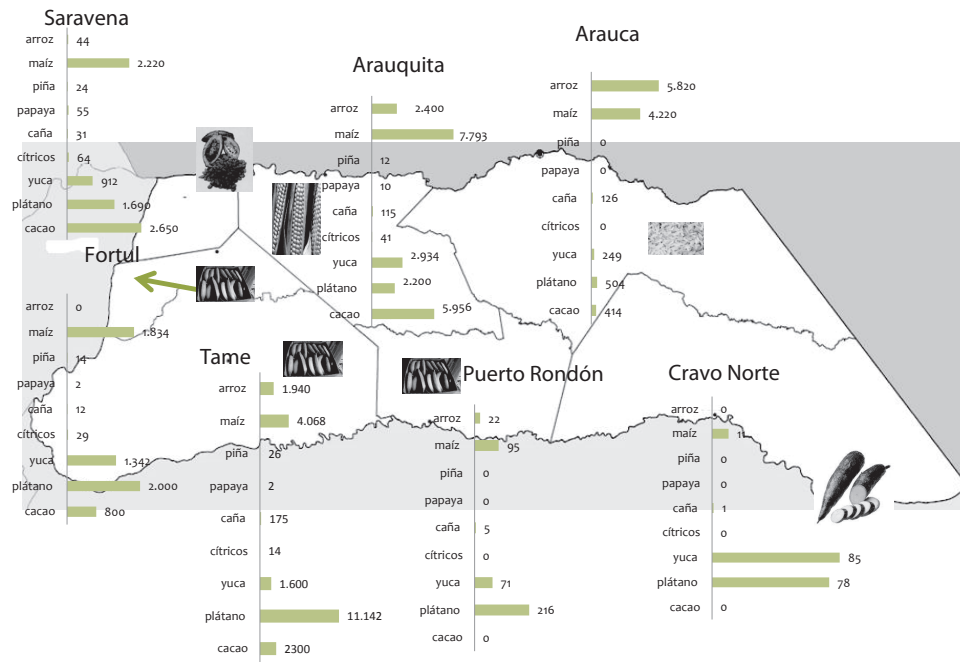 Saravena
arroz 44
maíz 2.220
piña 24
papaya 55
caña 31
cítricos 64
yuca 912
plátano 1.690
cacao 2.650
Arauquita
arroz 2.400
maíz 7.793
piña 12
papaya 10
caña 115
cítricos 41
yuca 2.934
plátano 2.200
cacao 5.956
Arauca
arroz 5.820
maíz 4.220
piña 0
papaya 0
caña 126
cítricos 0
yuca 249
plátano 504
cacao 414
Fortul
arroz 0
maíz 1.834
piña 14
papaya 2
caña 12
cítricos 29
yuca 1.342
plátano 2.000
cacao 800
Tame
arroz 1.940
maíz 4.068
piña 26
papaya 2
caña 175
cítricos 14
yuca 1.600
plátano 11.142
cacao 2300
Puerto Rondón
arroz 22
maíz 95
piña 0
papaya 0
caña 5
cítricos 0
yuca 71
plátano 216
cacao 0
Cravo Norte
arroz 0
maíz 11
piña 0
papaya 0
caña 1
cítricos 0
yuca 85
plátano 78
cacao 0